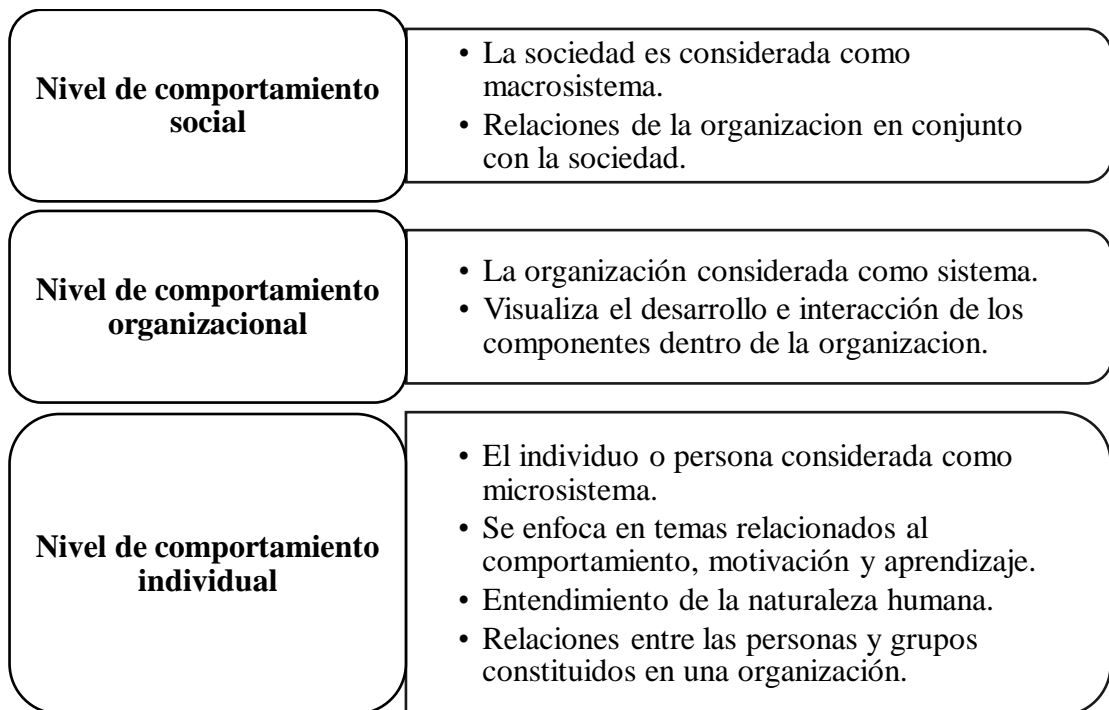 Nivel de comportamiento
social
• La sociedad es considerada como
macrosistema.
• Relaciones de la organizacion en conjunto
con la sociedad.
Nivel de comportamiento
organizacional
• La organización considerada como sistema.
• Visualiza el desarrollo e interacción de los
componentes dentro de la organizacion.
Nivel de comportamiento
individual
• El individuo o persona considerada como
microsistema.
• Se enfoca en temas relacionados al
comportamiento, motivación y aprendizaje.
• Entendimiento de la naturaleza humana.
• Relaciones entre las personas y grupos
constituidos en una organización.